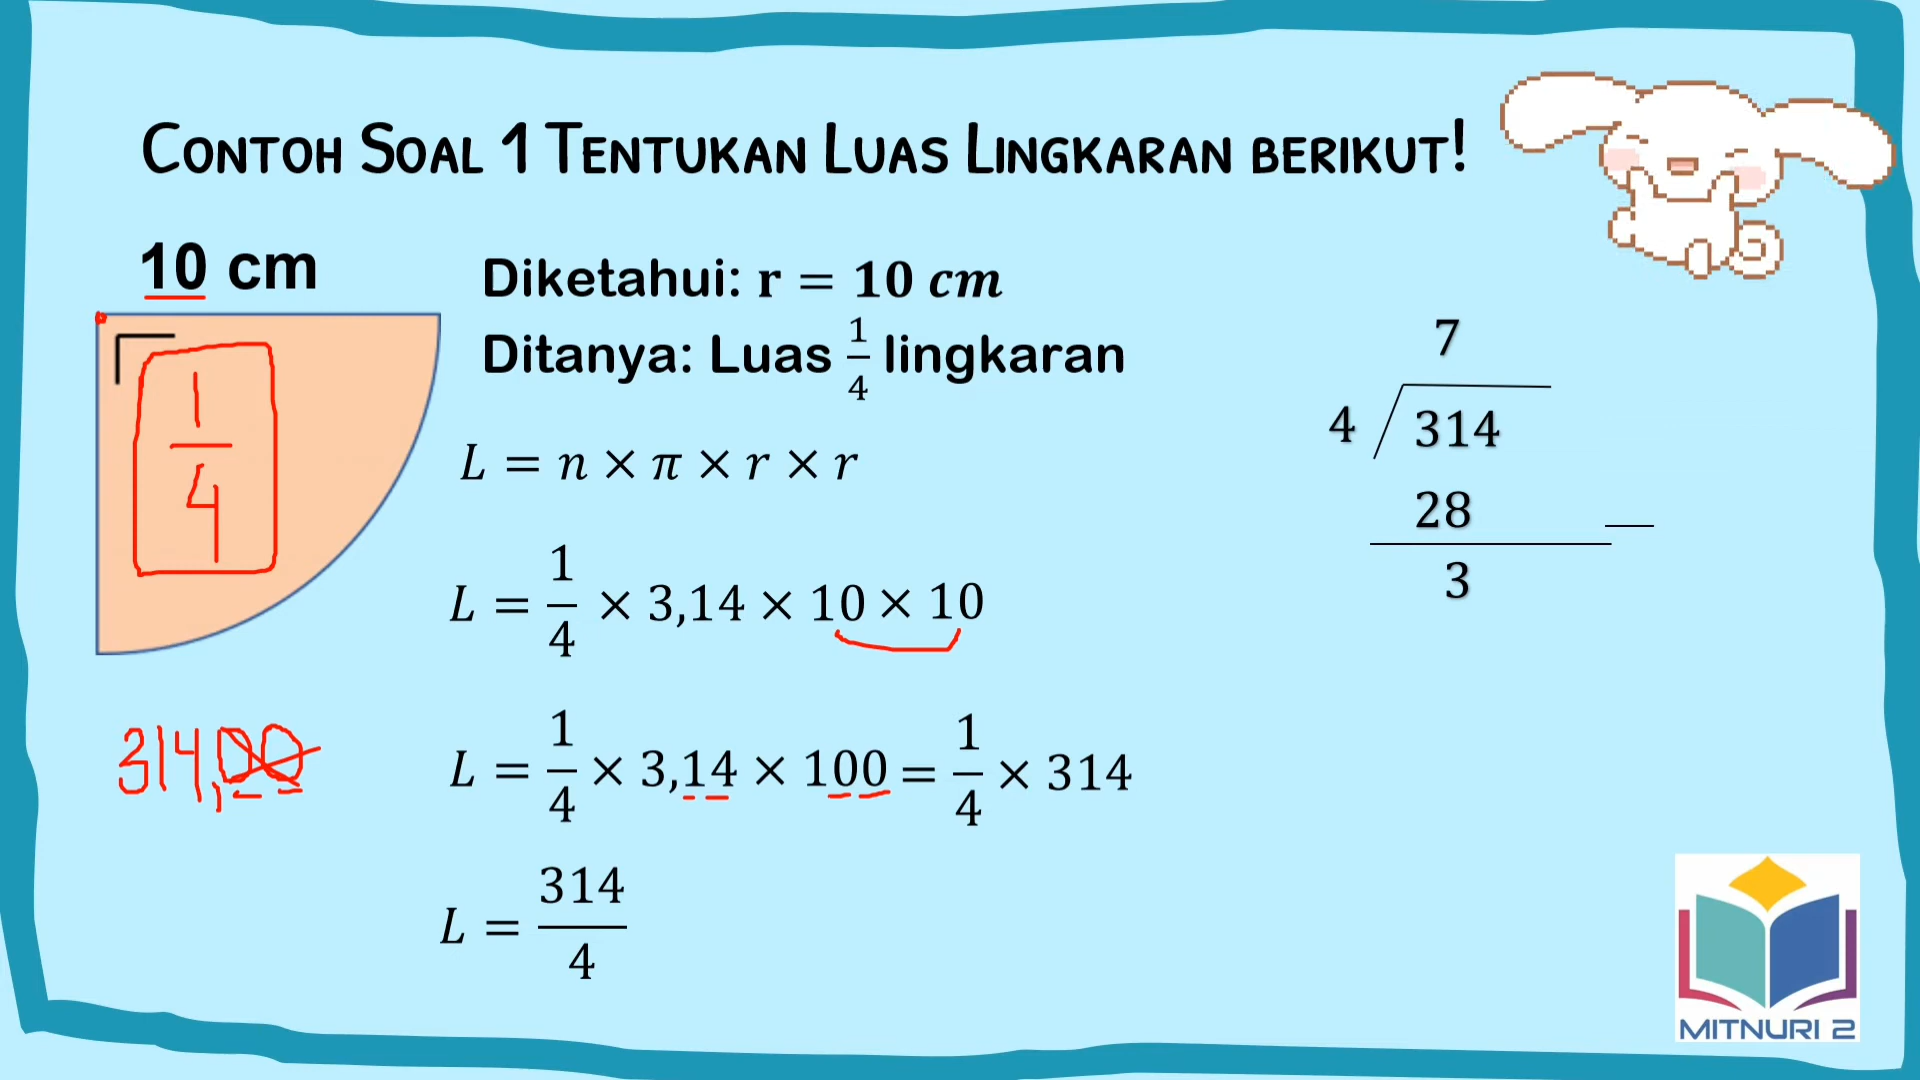 Contoh Soal 1 Tentukan Luas Lingkaran berikut!
10 cm
1
4
314,00
Diketahui: r = 10 cm
Ditanya: Luas 1/4 lingkaran
L = n × π × r × r
L = 1/4 × 3,14 × 10 × 10
L = 1/4 × 3,14 × 100 = 1/4 × 314
L = 314/4
7
4 / 314
28 —
3
MITNURI 2